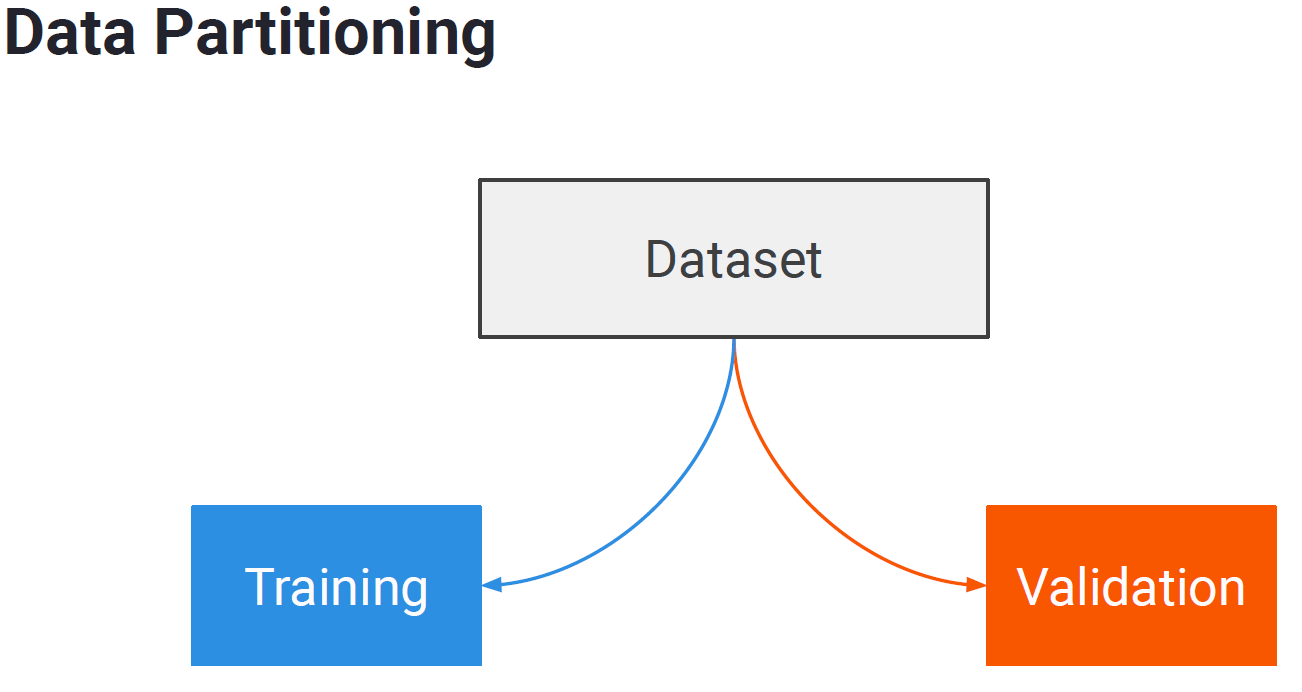 Data Partitioning
Dataset
Training
Validation